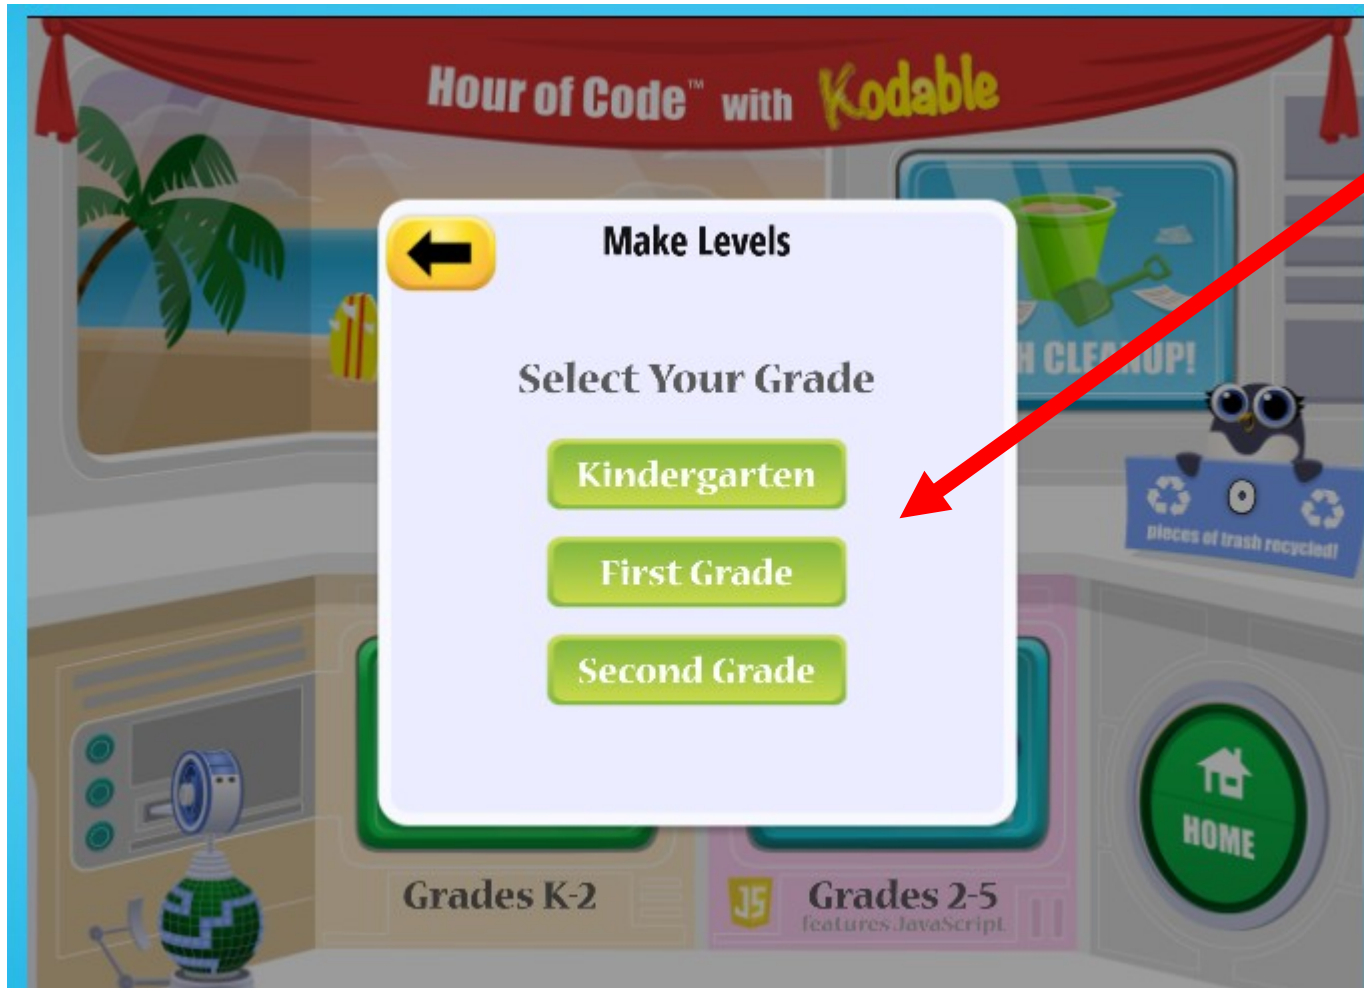 Hour of Code™ with Kodable
Make Levels
H CLEANUP!
Select Your Grade
Kindergarten
0
pieces of trash recycled!
First Grade
Second Grade
HOME
Grades K-2
JS
Grades 2-5
features JavaScript